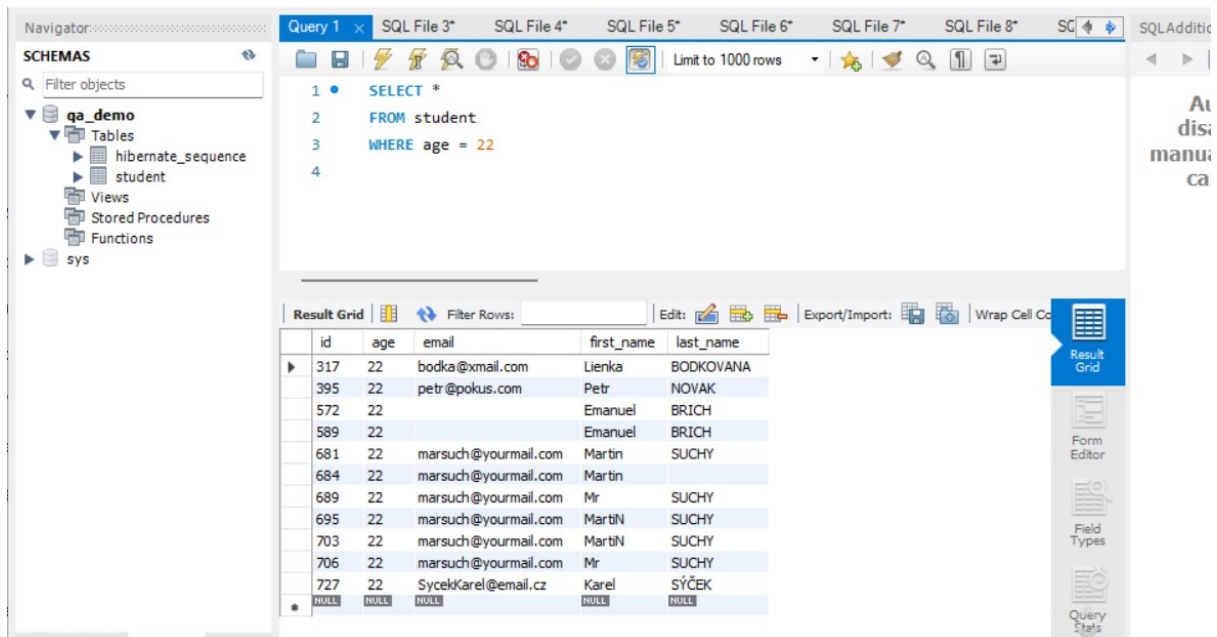 Navigator
SCHEMAS
Filter objects
qa_demo
Tables
hibernate_sequence
student
Views
Stored Procedures
Functions
sys
Query 1 SQL File 3* SQL File 4* SQL File 5* SQL File 6* SQL File 7* SQL File 8*
Limit to 1000 rows
1 SELECT *
2 FROM student
3 WHERE age = 22
4
Result Grid Filter Rows: Edit: Export/Import: Wrap Cell
id age email first_name last_name
317 22 bodka@xmail.com Lienka BODKOVANA
395 22 petr@pokus.com Petr NOVAK
572 22 Emanuel BRICH
589 22 Emanuel BRICH
681 22 marsuch@yourmail.com Martin SUCHY
684 22 marsuch@yourmail.com Martin
689 22 marsuch@yourmail.com Mr SUCHY
695 22 marsuch@yourmail.com MartiN SUCHY
703 22 marsuch@yourmail.com MartiN SUCHY
706 22 marsuch@yourmail.com Mr SUCHY
727 22 SycekKarel@email.cz Karel SÝČEK
NULL NULL NULL NULL NULL
Result
Grid
Form
Editor
Field
Types
Query
Stats